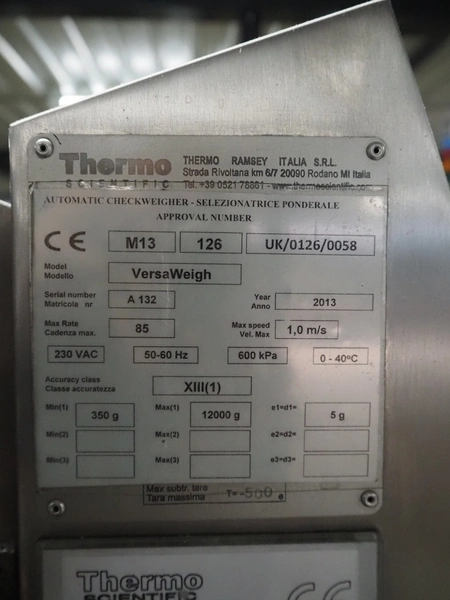 Thermo
SCIENTIFIC
THERMO RAMSEY ITALIA S.R.L.
Strada Rivoltana km 6/7 20090 Rodano MI Italia
AUTOMATIC CHECKWEIGHER - SELEZIONATRICE PONDERALE
APPROVAL NUMBER
CE M13 126 UK/0126/0058
Model
Modello
VersaWeigh
Serial number
Matricola nr
A 132
Year
Anno
2013
Max Rate
Cadenza max.
85
Max speed
Vel. Max
1,0 m/s
230 VAC 50-60 Hz 600 kPa 0 - 40ºC
Accuracy class
Classe accuratezza
XIII(1)
Min(1) 350 g Max(1) 12000 g e1=d1= 5 g
Min(2) Max(2) e2=d2=
Min(3) Max(3) e3=d3=
Max subtr. tara
Tara massima
T=-500 g
Thermo
SCIENTIFIC
CE